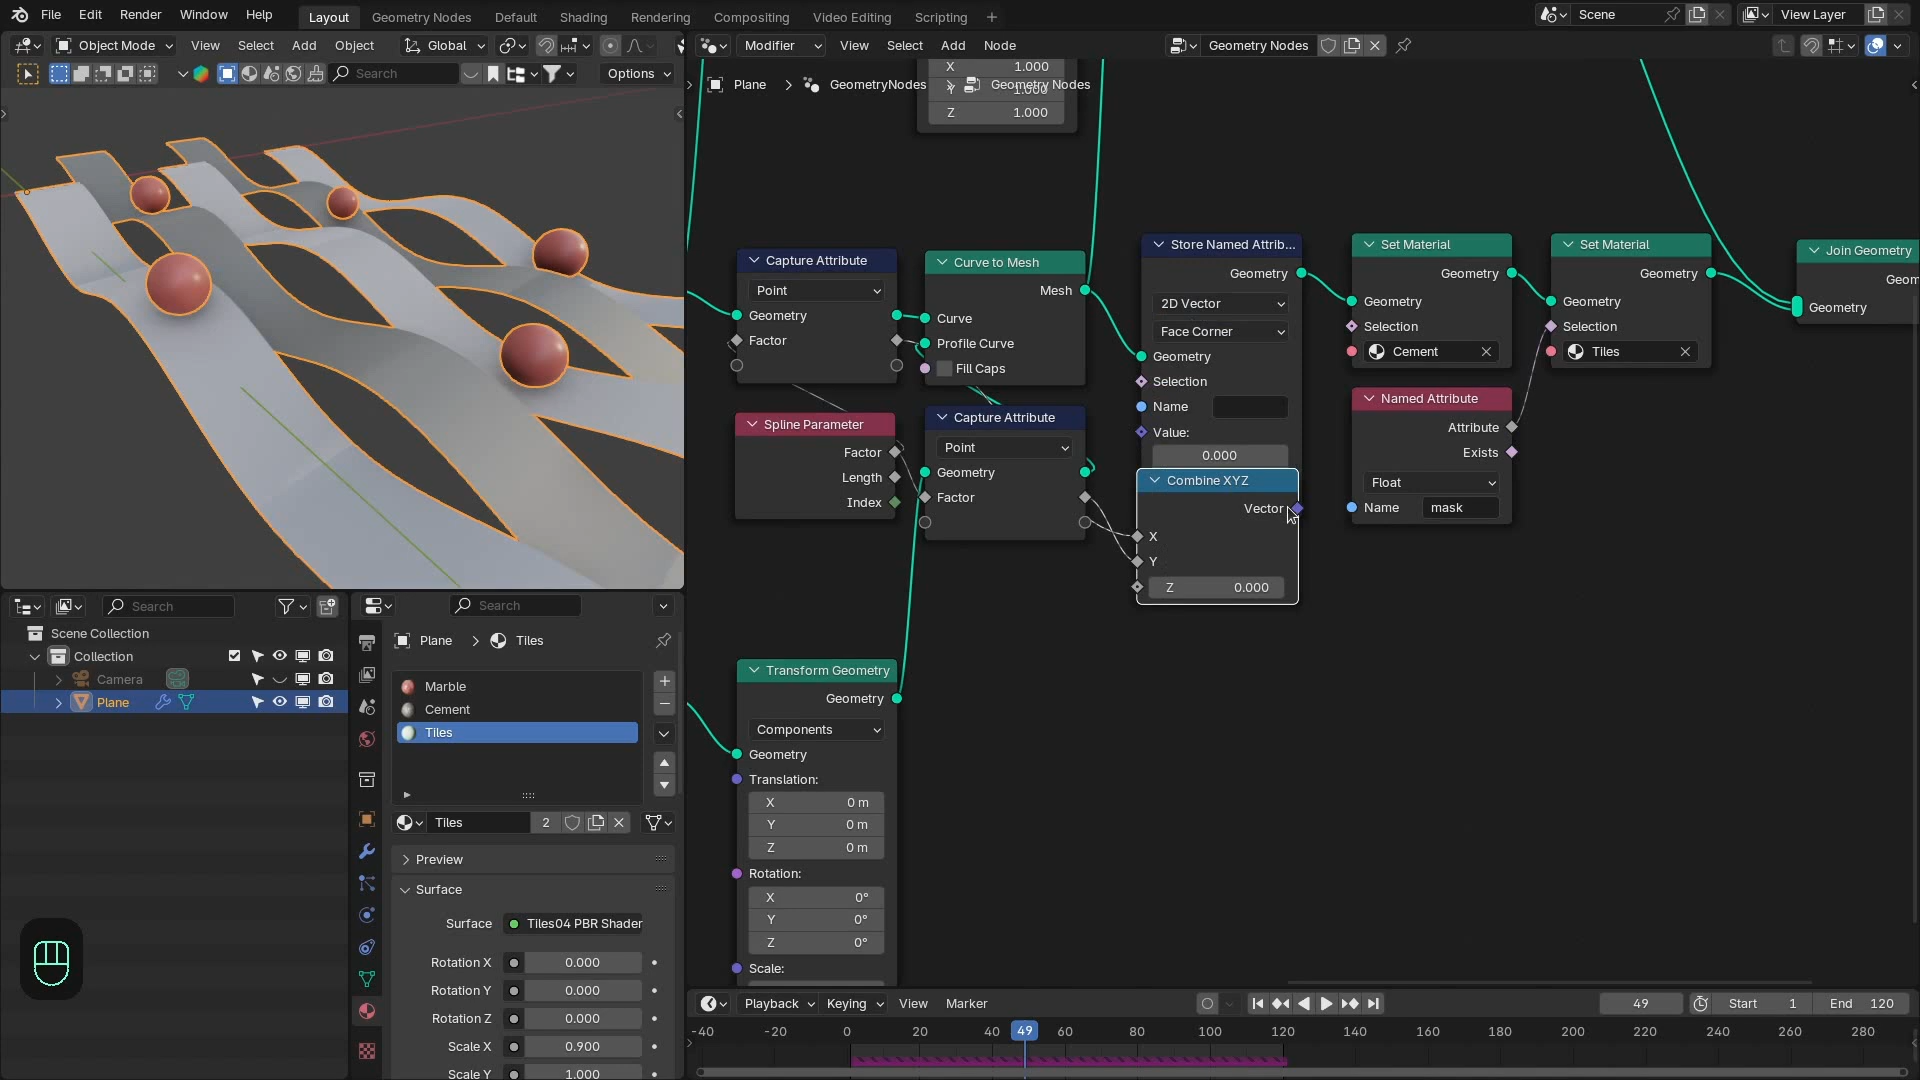 File Edit Render Window Help Layout Geometry Nodes Default Shading Rendering Compositing Video Editing Scripting + Scene View Layer
Object Mode View Select Add Object Global
Search Options
Modifier View Select Add Node Geometry Nodes
Plane > GeometryNodes > Geometry Nodes
X 1.000
Y 1.000
Z 1.000
Capture Attribute
Point
Geometry
Factor
Curve to Mesh
Mesh
Curve
Profile Curve
Fill Caps
Spline Parameter
Factor
Length
Index
Capture Attribute
Point
Geometry
Factor
Store Named Attrib...
Geometry
2D Vector
Face Corner
Geometry
Selection
Name
Value:
0.000
Combine XYZ
Vector
X
Y
Z 0.000
Set Material
Geometry
Geometry
Selection
Cement
Set Material
Geometry
Geometry
Selection
Tiles
Named Attribute
Attribute
Exists
Float
Name mask
Join Geometry
Geom
Geometry
Transform Geometry
Geometry
Components
Geometry
Translation:
X 0 m
Y 0 m
Z 0 m
Rotation:
X 0°
Y 0°
Z 0°
Scale:
Search
Scene Collection
Collection
Camera
Plane
Search
Plane > Tiles
Marble
Cement
Tiles
Tiles 2
Preview
Surface
Surface Tiles04 PBR Shader
Rotation X 0.000
Rotation Y 0.000
Rotation Z 0.000
Scale X 0.900
Scale Y 1.000
Playback Keying View Marker 49 Start 1 End 120
-40 -20 0 20 40 49 60 80 100 120 140 160 180 200 220 240 260 280